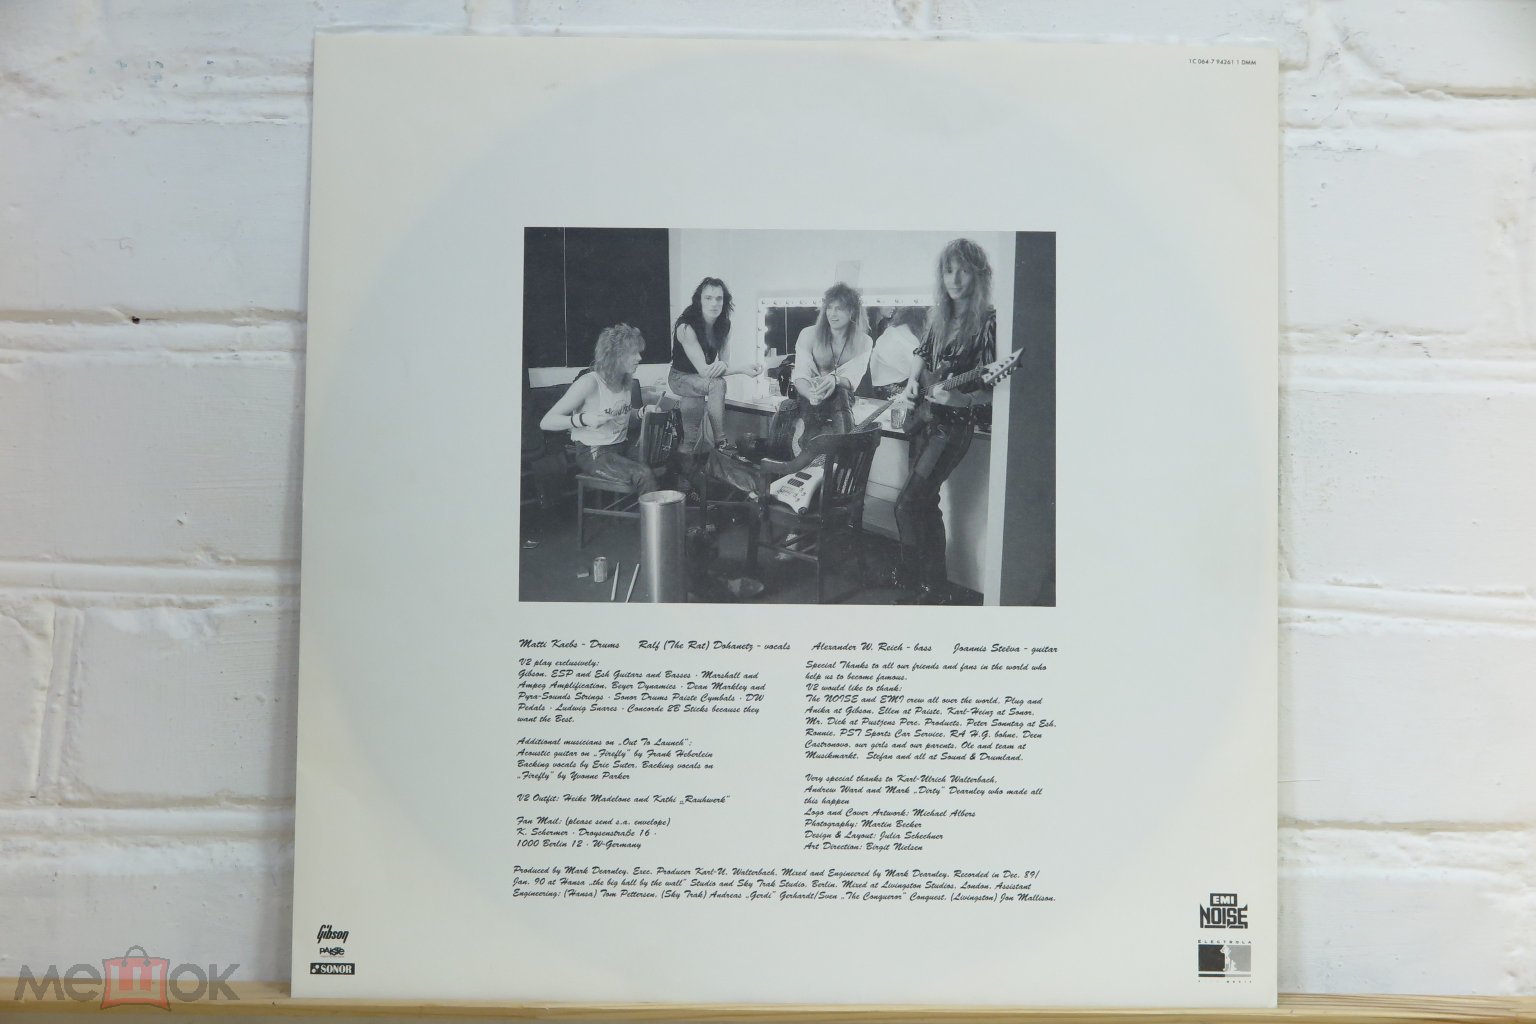 1C 064-7 94261 1 DMM
Matti Kaebs - Drums Ralf (The Rat) Dohanetz - vocals Alexander W. Reich - bass Joannis Stelva - guitar
V2 play exclusively:
Gibson, ESP and Esh Guitars and Basses · Marshall and
Ampeg Amplification, Beyer Dynamics · Dean Markley and
Pyra-Sounds Strings · Sonor Drums Paiste Cymbals · DW
Pedals · Ludwig Snares · Concorde 2B Sticks because they
want the Best.
Additional musicians on „Out To Launch":
Acoustic guitar on „Firefly" by Frank Heberlein
Backing vocals by Eric Suter, Backing vocals on
„Firefly" by Yvonne Parker
V2 Outfit: Heike Madelone and Kathi „Rauhwerk"
Fan Mail: (please send s.a. envelope)
K. Schermer · Droysenstraße 16 ·
1000 Berlin 12 · W-Germany
Special Thanks to all our friends and fans in the world who
help us to become famous.
V2 would like to thank:
The NOISE and EMI crew all over the world, Plug and
Anika at Gibson, Ellen at Paiste, Karl-Heinz at Sonor,
Mr. Dick at Pustjens Perc. Products, Peter Sonntag at Esh,
Ronnie, PST Sports Car Service, RA H.G. bohne, Deen
Castronovo, our girls and our parents, Ole and team at
Musikmarkt, Stefan and all at Sound & Drumland.
Very special thanks to Karl-Ulrich Walterbach,
Andrew Ward and Mark „Dirty" Dearnley who made all
this happen
Logo and Cover Artwork: Michael Albers
Photography: Martin Becker
Design & Layout: Julia Schechner
Art Direction: Birgit Nielsen
Produced by Mark Dearnley, Exec. Producer Karl-U. Walterbach, Mixed and Engineered by Mark Dearnley, Recorded in Dec. 89/
Jan. 90 at Hansa „the big hall by the wall" Studio and Sky Trak Studio, Berlin. Mixed at Livingston Studios, London, Assistant
Engineering: (Hansa) Tom Pettersen, (Sky Trak) Andreas „Gerdi" Gerhardt/Sven „The Conqueror" Conquest, (Livingston) Jon Mallison.
Gibson
PAISTE
SONOR
EMI
NOISE
ELECTROLA
мешок